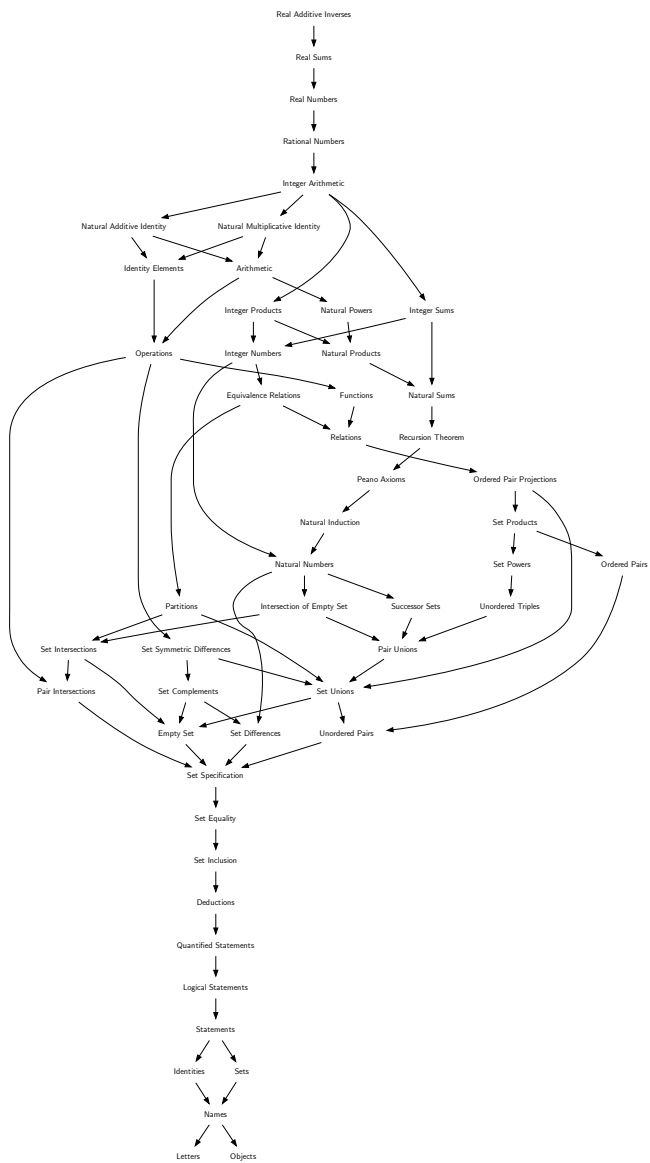 Real Additive Inverses
Real Sums
Real Numbers
Rational Numbers
Integer Arithmetic
Natural Additive Identity
Natural Multiplicative Identity
Identity Elements
Arithmetic
Integer Products
Natural Powers
Integer Sums
Operations
Integer Numbers
Natural Products
Equivalence Relations
Functions
Natural Sums
Relations
Recursion Theorem
Peano Axioms
Ordered Pair Projections
Natural Induction
Set Products
Natural Numbers
Set Powers
Ordered Pairs
Partitions
Intersection of Empty Set
Successor Sets
Unordered Triples
Set Intersections
Set Symmetric Differences
Pair Unions
Pair Intersections
Set Complements
Set Unions
Empty Set
Set Differences
Unordered Pairs
Set Specification
Set Equality
Set Inclusion
Deductions
Quantified Statements
Logical Statements
Statements
Identities
Sets
Names
Letters
Objects